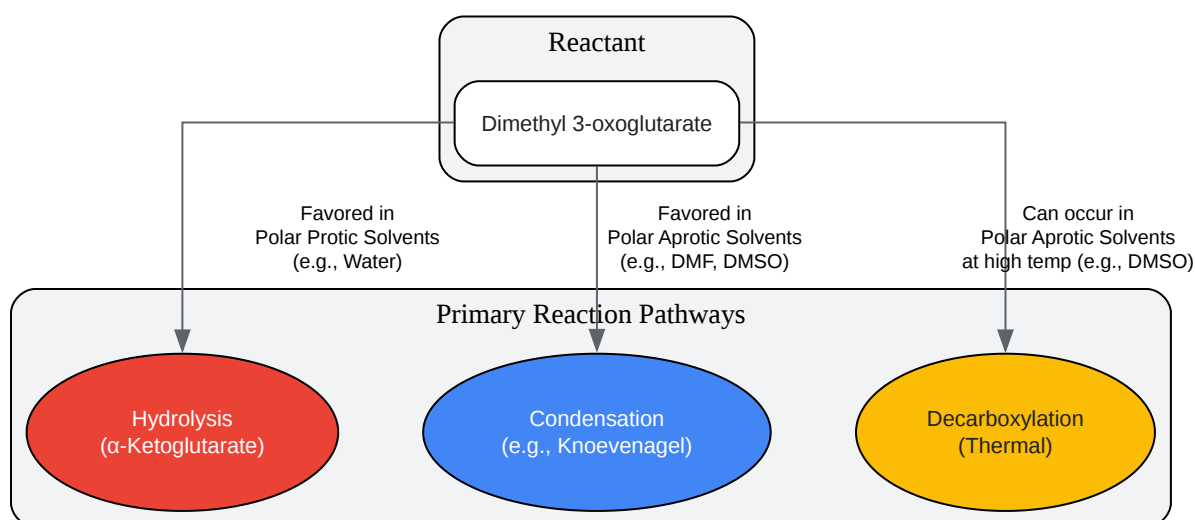 Reactant
Dimethyl 3-oxoglutarate
Favored in
Polar Protic Solvents
(e.g., Water)
Favored in
Polar Aprotic Solvents
(e.g., DMF, DMSO)
Can occur in
Polar Aprotic Solvents
at high temp (e.g., DMSO)
Primary Reaction Pathways
Hydrolysis
(α-Ketoglutarate)
Condensation
(e.g., Knoevenagel)
Decarboxylation
(Thermal)